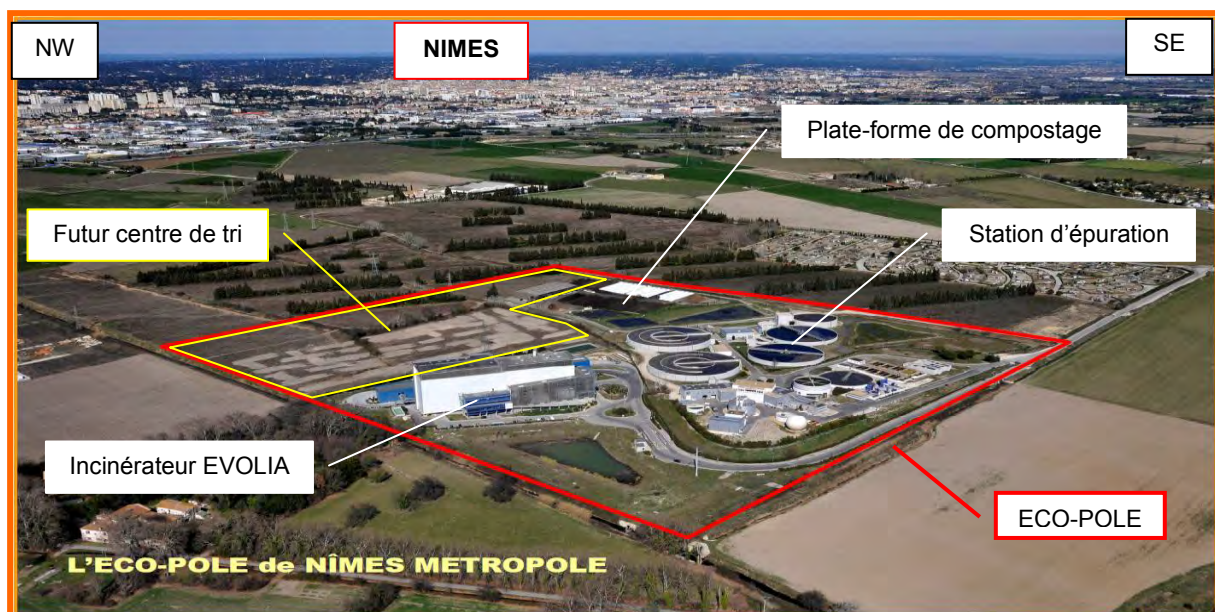 NW
NIMES
SE
Plate-forme de compostage
Futur centre de tri
Station d'épuration
Incinérateur EVOLIA
ECO-POLE
L'ECO-POLE de NÎMES METROPOLE